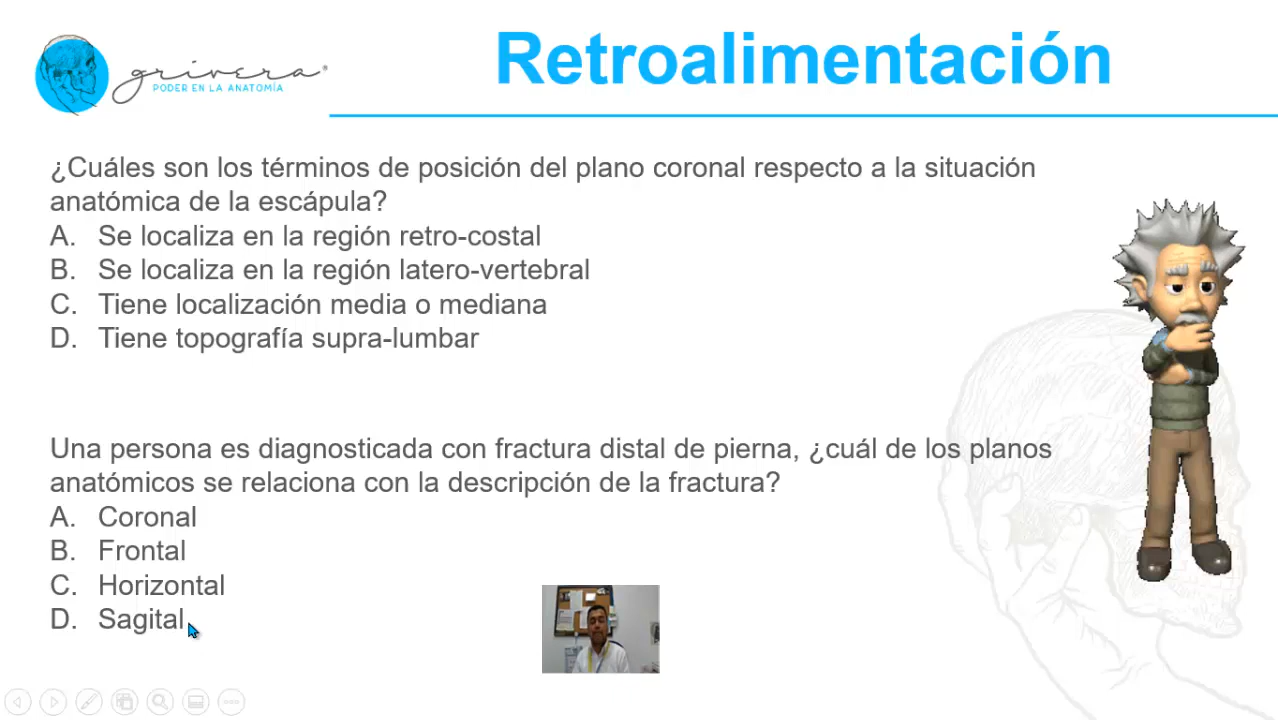 grivera®
PODER EN LA ANATOMÍA
Retroalimentación
¿Cuáles son los términos de posición del plano coronal respecto a la situación
anatómica de la escápula?
A. Se localiza en la región retro-costal
B. Se localiza en la región latero-vertebral
C. Tiene localización media o mediana
D. Tiene topografía supra-lumbar
Una persona es diagnosticada con fractura distal de pierna, ¿cuál de los planos
anatómicos se relaciona con la descripción de la fractura?
A. Coronal
B. Frontal
C. Horizontal
D. Sagital